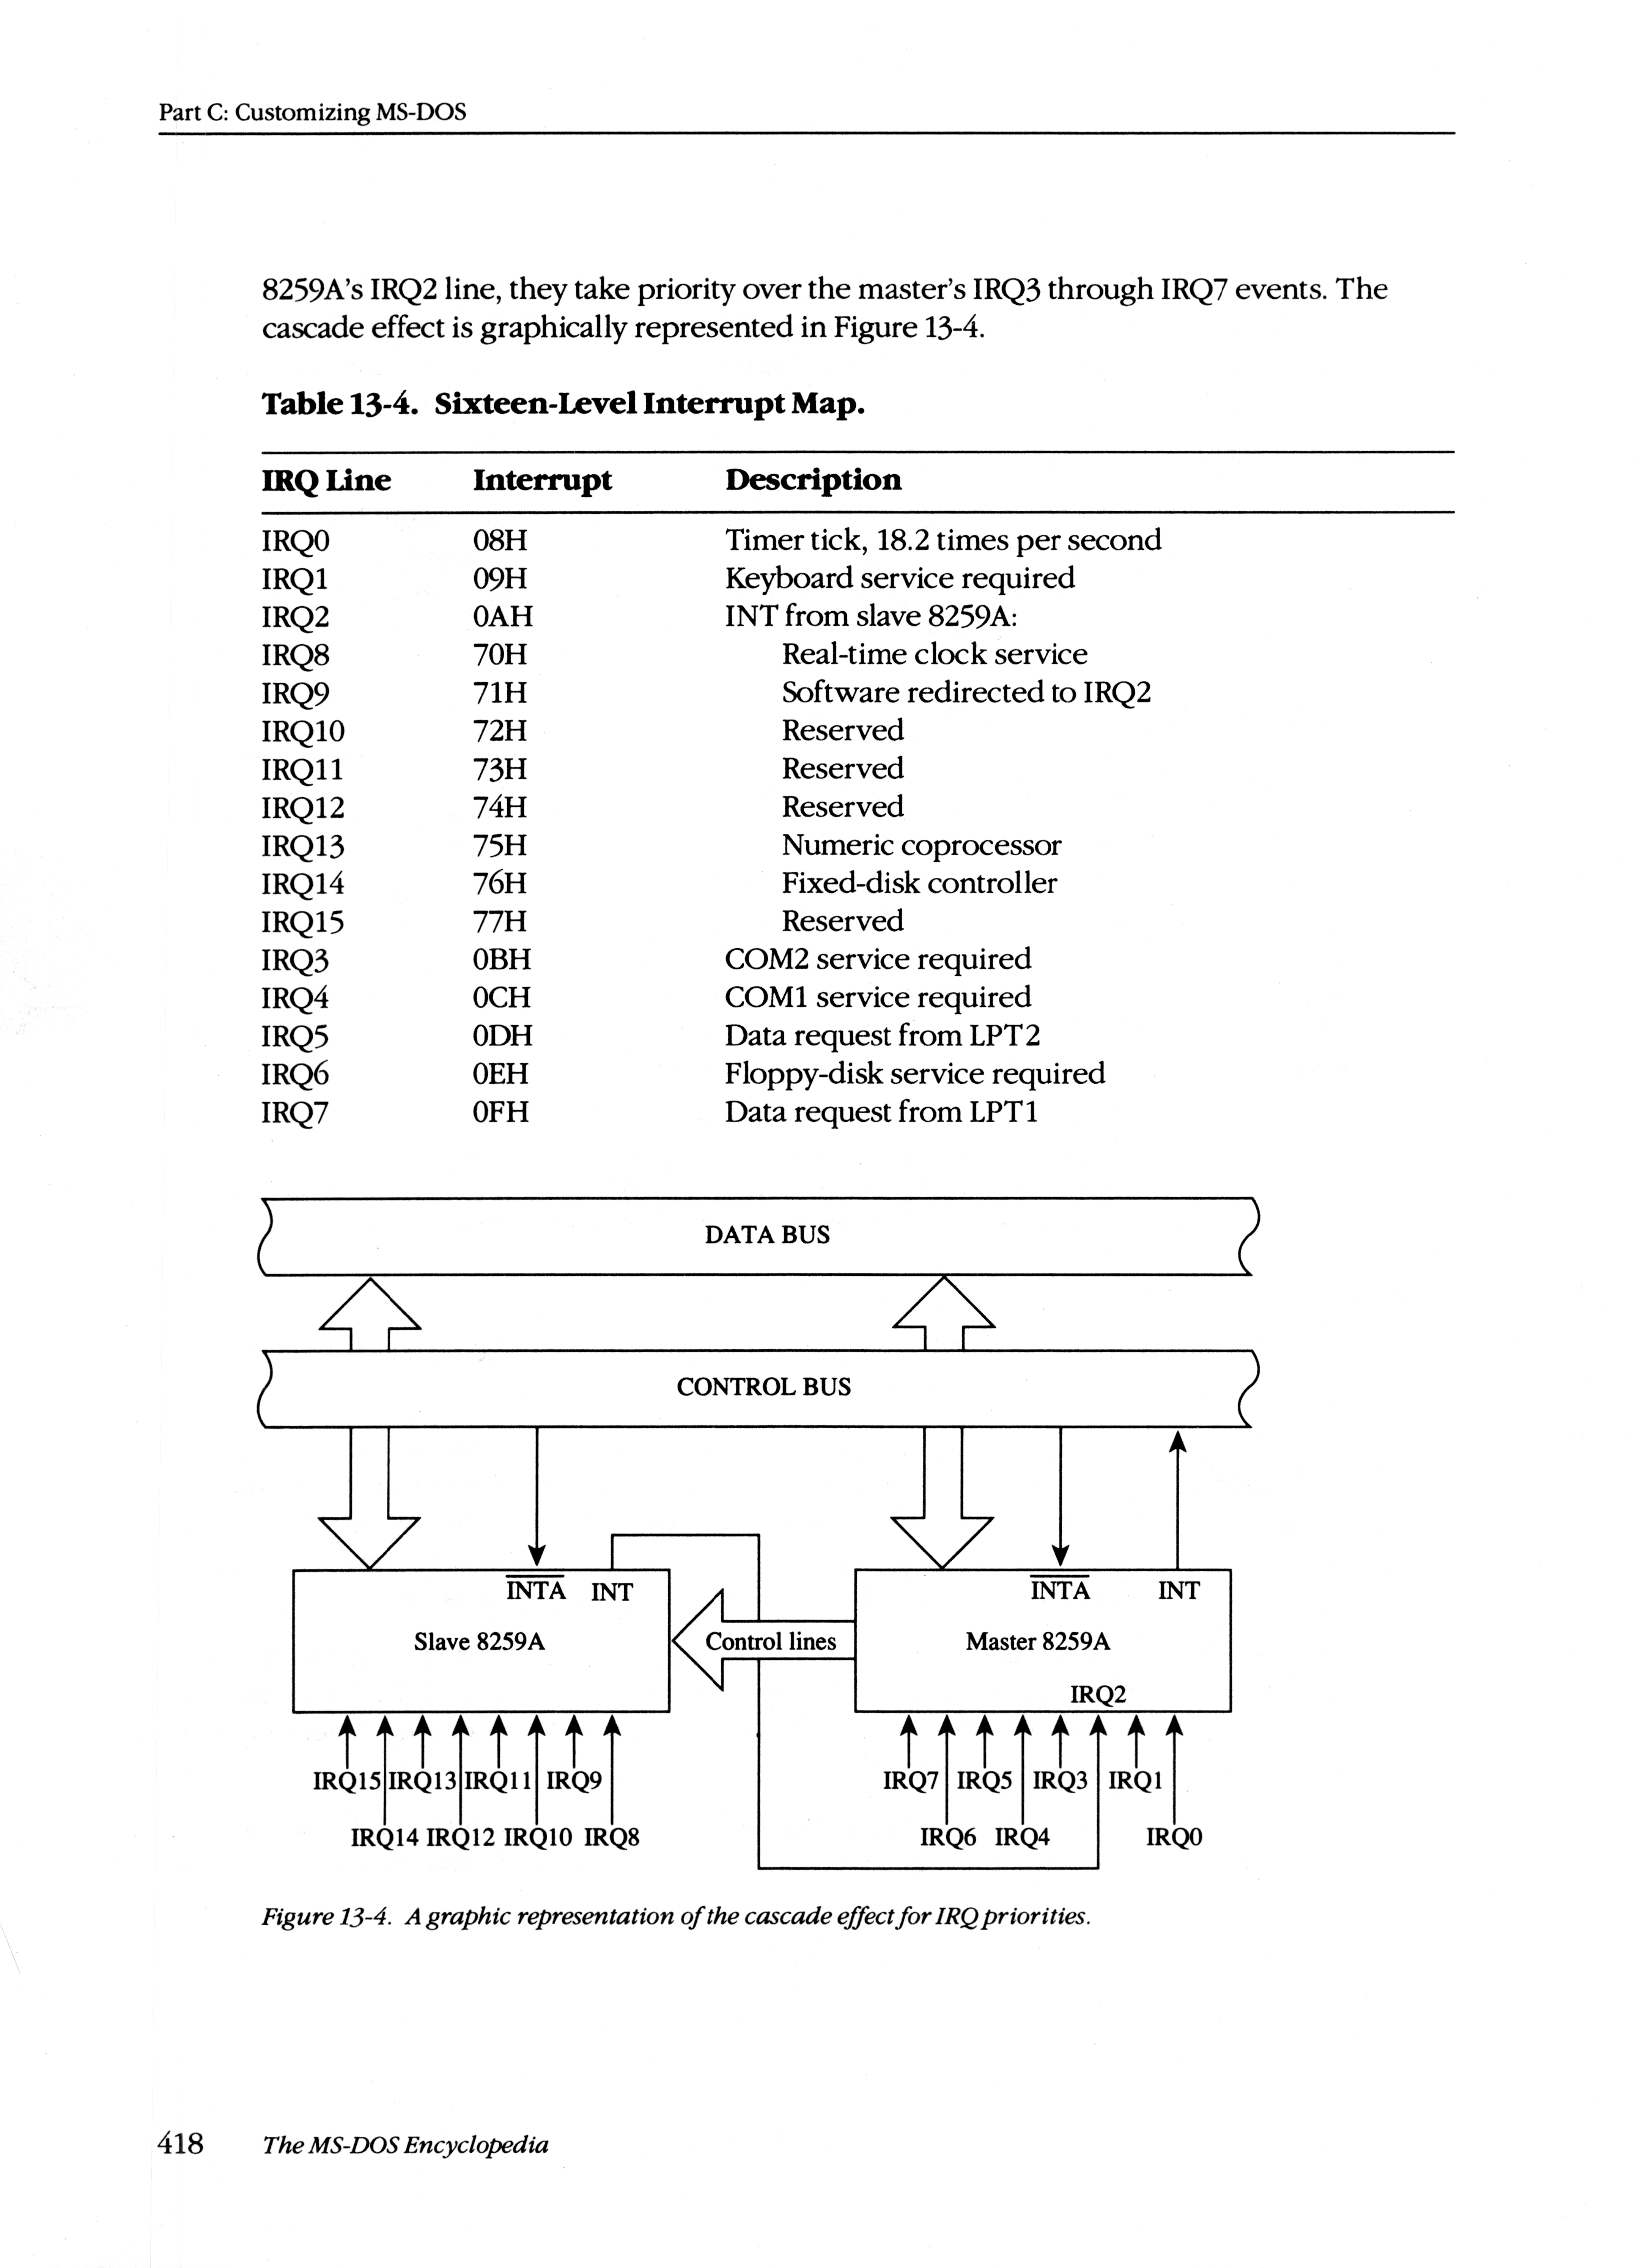 Part C: Customizing MS-DOS
8259A's IRQ2 line, they take priority over the master's IRQ3 through IRQ7 events. The
cascade effect is graphically represented in Figure 13-4.
Table 13-4. Sixteen-Level Interrupt Map.
IRQ Line Interrupt Description
IRQ0 08H Timer tick, 18.2 times per second
IRQ1 09H Keyboard service required
IRQ2 0AH INT from slave 8259A:
IRQ8 70H Real-time clock service
IRQ9 71H Software redirected to IRQ2
IRQ10 72H Reserved
IRQ11 73H Reserved
IRQ12 74H Reserved
IRQ13 75H Numeric coprocessor
IRQ14 76H Fixed-disk controller
IRQ15 77H Reserved
IRQ3 0BH COM2 service required
IRQ4 0CH COM1 service required
IRQ5 0DH Data request from LPT2
IRQ6 0EH Floppy-disk service required
IRQ7 0FH Data request from LPT1
DATA BUS
CONTROL BUS
INTA INT INTA INT
Slave 8259A Control lines Master 8259A
IRQ2
IRQ15 IRQ13 IRQ11 IRQ9 IRQ7 IRQ5 IRQ3 IRQ1
IRQ14 IRQ12 IRQ10 IRQ8 IRQ6 IRQ4 IRQ0
Figure 13-4. A graphic representation of the cascade effect for IRQ priorities.
418 The MS-DOS Encyclopedia